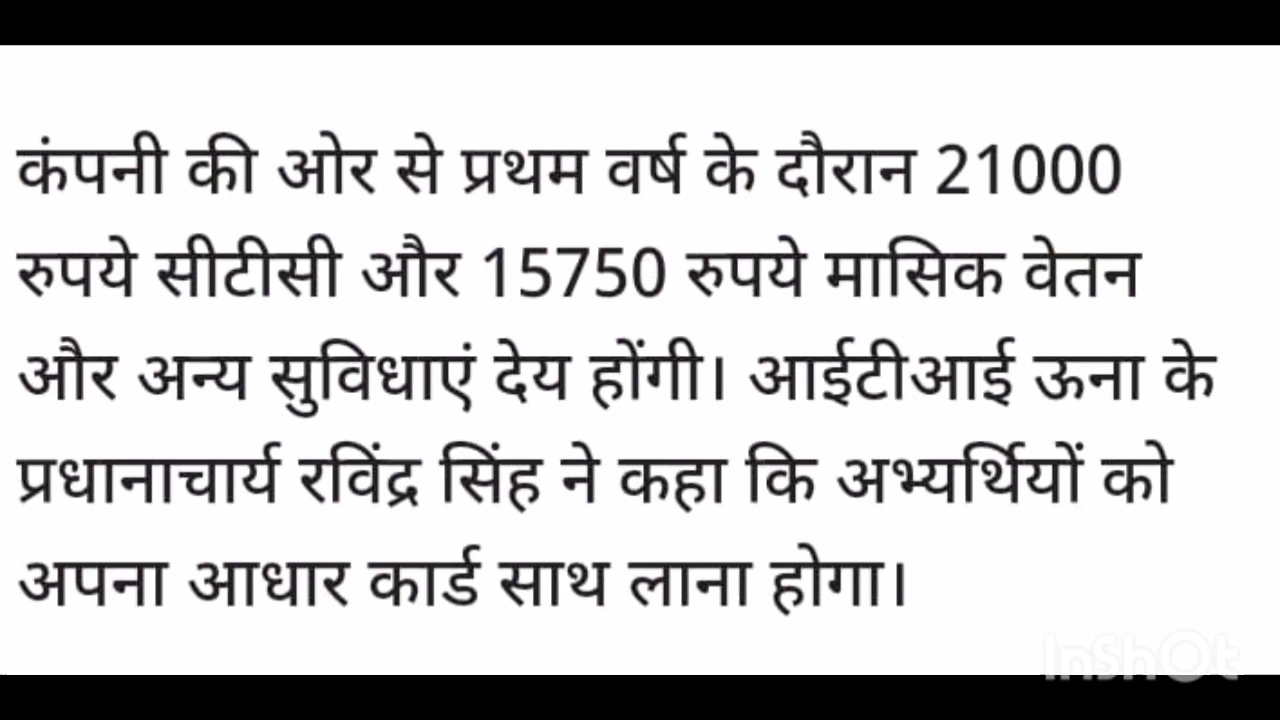 कंपनी की ओर से प्रथम वर्ष के दौरान 21000
रुपये सीटीसी और 15750 रुपये मासिक वेतन
और अन्य सुविधाएं देय होंगी। आईटीआई ऊना के
प्रधानाचार्य रविंद्र सिंह ने कहा कि अभ्यर्थियों को
अपना आधार कार्ड साथ लाना होगा।
InShOt